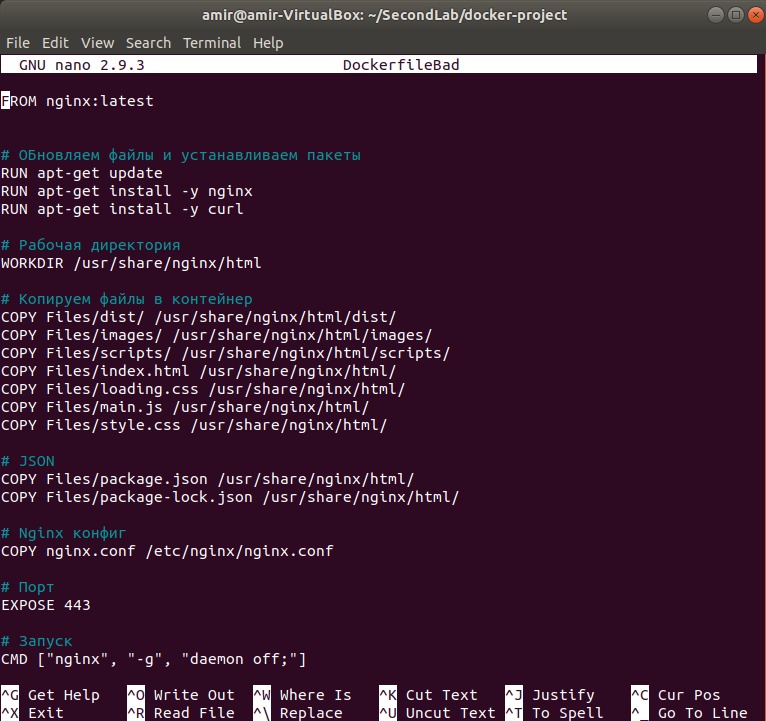 amir@amir-VirtualBox: ~/SecondLab/docker-project
File Edit View Search Terminal Help
GNU nano 2.9.3 DockerfileBad
FROM nginx:latest
# ОБновляем файлы и устанавливаем пакеты
RUN apt-get update
RUN apt-get install -y nginx
RUN apt-get install -y curl
# Рабочая директория
WORKDIR /usr/share/nginx/html
# Копируем файлы в контейнер
COPY Files/dist/ /usr/share/nginx/html/dist/
COPY Files/images/ /usr/share/nginx/html/images/
COPY Files/scripts/ /usr/share/nginx/html/scripts/
COPY Files/index.html /usr/share/nginx/html/
COPY Files/loading.css /usr/share/nginx/html/
COPY Files/main.js /usr/share/nginx/html/
COPY Files/style.css /usr/share/nginx/html/
# JSON
COPY Files/package.json /usr/share/nginx/html/
COPY Files/package-lock.json /usr/share/nginx/html/
# Nginx конфиг
COPY nginx.conf /etc/nginx/nginx.conf
# Порт
EXPOSE 443
# Запуск
CMD ["nginx", "-g", "daemon off;"]
^G Get Help ^O Write Out ^W Where Is ^K Cut Text ^J Justify ^C Cur Pos
^X Exit ^R Read File ^\ Replace ^U Uncut Text ^T To Spell ^_ Go To Line